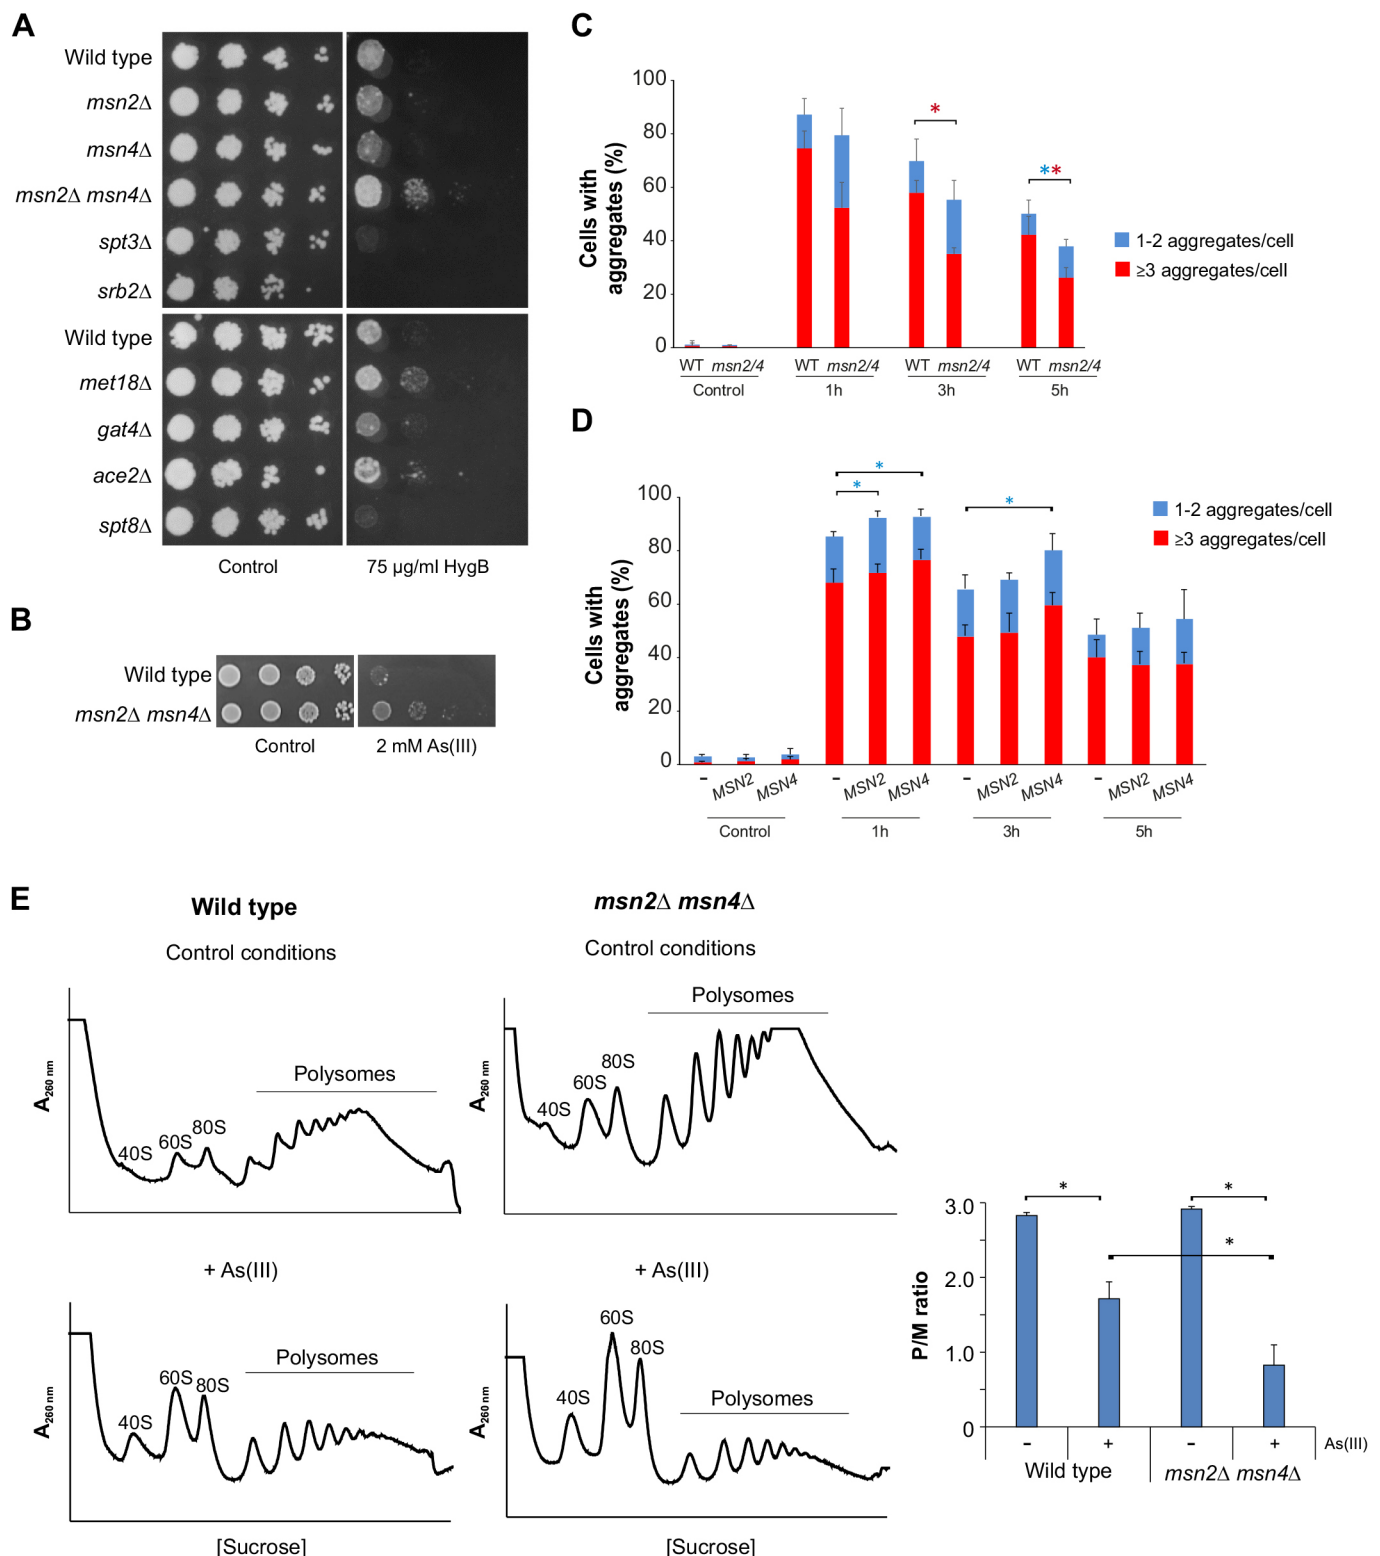 A
Wild type
msn2Δ
msn4Δ
msn2Δ msn4Δ
spt3Δ
srb2Δ
Wild type
met18Δ
gat4Δ
ace2Δ
spt8Δ
Control
75 µg/ml HygB
B
Wild type
msn2Δ msn4Δ
Control
2 mM As(III)
C
Cells with
aggregates (%)
100
80
60
40
20
0
*
**
1-2 aggregates/cell
≥3 aggregates/cell
WT msn2/4 WT msn2/4 WT msn2/4 WT msn2/4
Control 1h 3h 5h
D
Cells with
aggregates (%)
100
80
60
40
20
0
*
*
*
1-2 aggregates/cell
≥3 aggregates/cell
- MSN2 MSN4 - MSN2 MSN4 - MSN2 MSN4 - MSN2 MSN4
Control 1h 3h 5h
E
Wild type
Control conditions
A260 nm
40S
60S
80S
Polysomes
msn2Δ msn4Δ
Control conditions
A260 nm
40S
60S
80S
Polysomes
+ As(III)
A260 nm
40S
60S
80S
Polysomes
[Sucrose]
+ As(III)
A260 nm
40S
60S
80S
Polysomes
[Sucrose]
P/M ratio
3.0
2.0
1.0
0
*
*
*
- + - + As(III)
Wild type msn2Δ msn4Δ